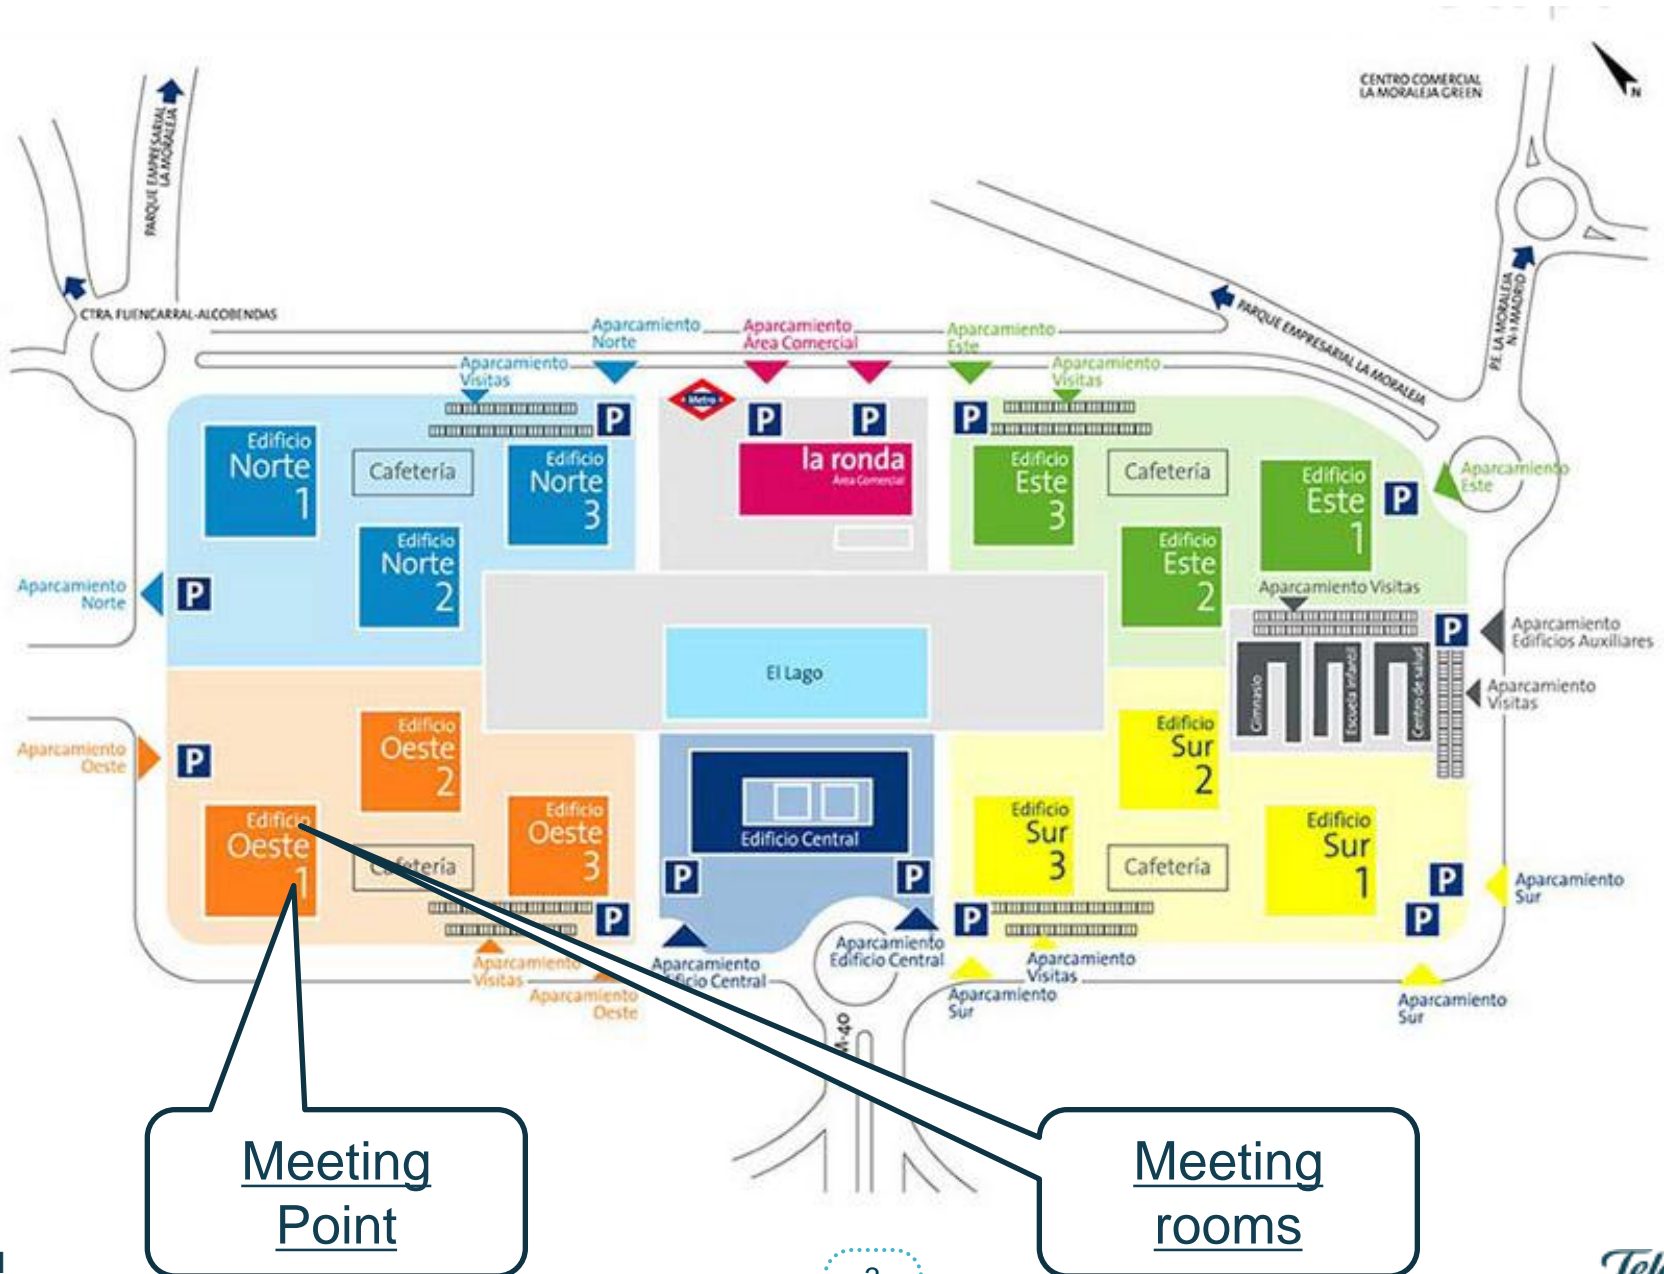 CENTRO COMERCIAL
LA MORALEJA GREEN
N
PARQUE EMPRESARIAL
LA MORALEJA
CTRA. FUENCARRAL-ALCOBENDAS
P.E. LA MORALEJA
N-I MADRID
PARQUE EMPRESARIAL LA MORALEJA
Aparcamiento
Norte
Aparcamiento
Área Comercial
Aparcamiento
Este
Aparcamiento
Visitas
Aparcamiento
Visitas
Metro
P
P
P
P
Edificio
Norte
1
Cafetería
Edificio
Norte
3
la ronda
Área Comercial
Edificio
Este
3
Cafetería
Edificio
Este
1
P
Aparcamiento
Este
Edificio
Norte
2
Edificio
Este
2
Aparcamiento
Norte
P
Aparcamiento Visitas
P
Aparcamiento
Edificios Auxiliares
Gimnasio
Escuela infantil
Centro de salud
Aparcamiento
Visitas
El Lago
Aparcamiento
Oeste
P
Edificio
Oeste
2
Edificio
Sur
2
Edificio
Oeste
1
Cafetería
Edificio
Oeste
3
Edificio Central
Edificio
Sur
3
Cafetería
Edificio
Sur
1
P
P
P
Aparcamiento
Sur
P
P
P
Aparcamiento
Visitas
Aparcamiento
Oeste
Aparcamiento
Edificio Central
Aparcamiento
Edificio Central
Aparcamiento
Visitas
Aparcamiento
Sur
Aparcamiento
Sur
M-40
Meeting
Point
Meeting
rooms